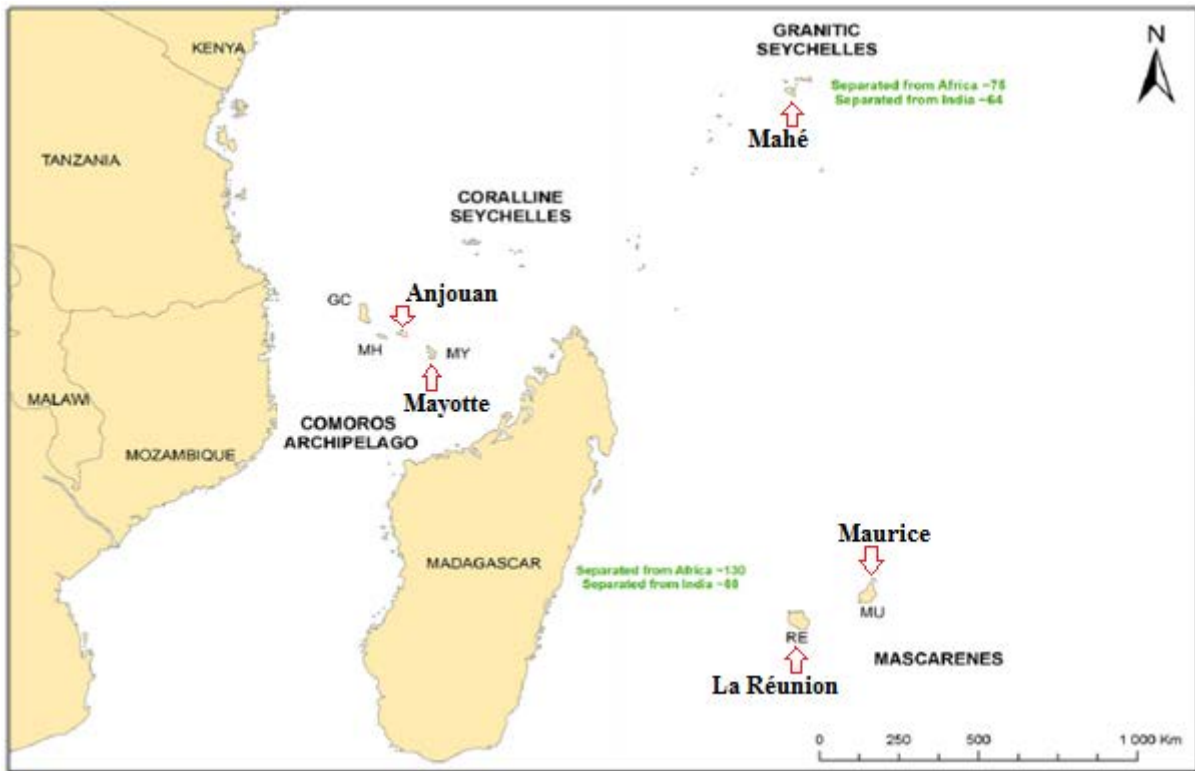 KENYA
GRANITIC
SEYCHELLES
N
Separated from Africa ~75
Separated from India ~64
Mahé
TANZANIA
CORALLINE
SEYCHELLES
GC
Anjouan
MH
MY
MALAWI
Mayotte
COMOROS
ARCHIPELAGO
MOZAMBIQUE
Maurice
MADAGASCAR
Separated from Africa ~130
Separated from India ~88
MU
RE
MASCARENES
La Réunion
0 250 500 1 000 Km